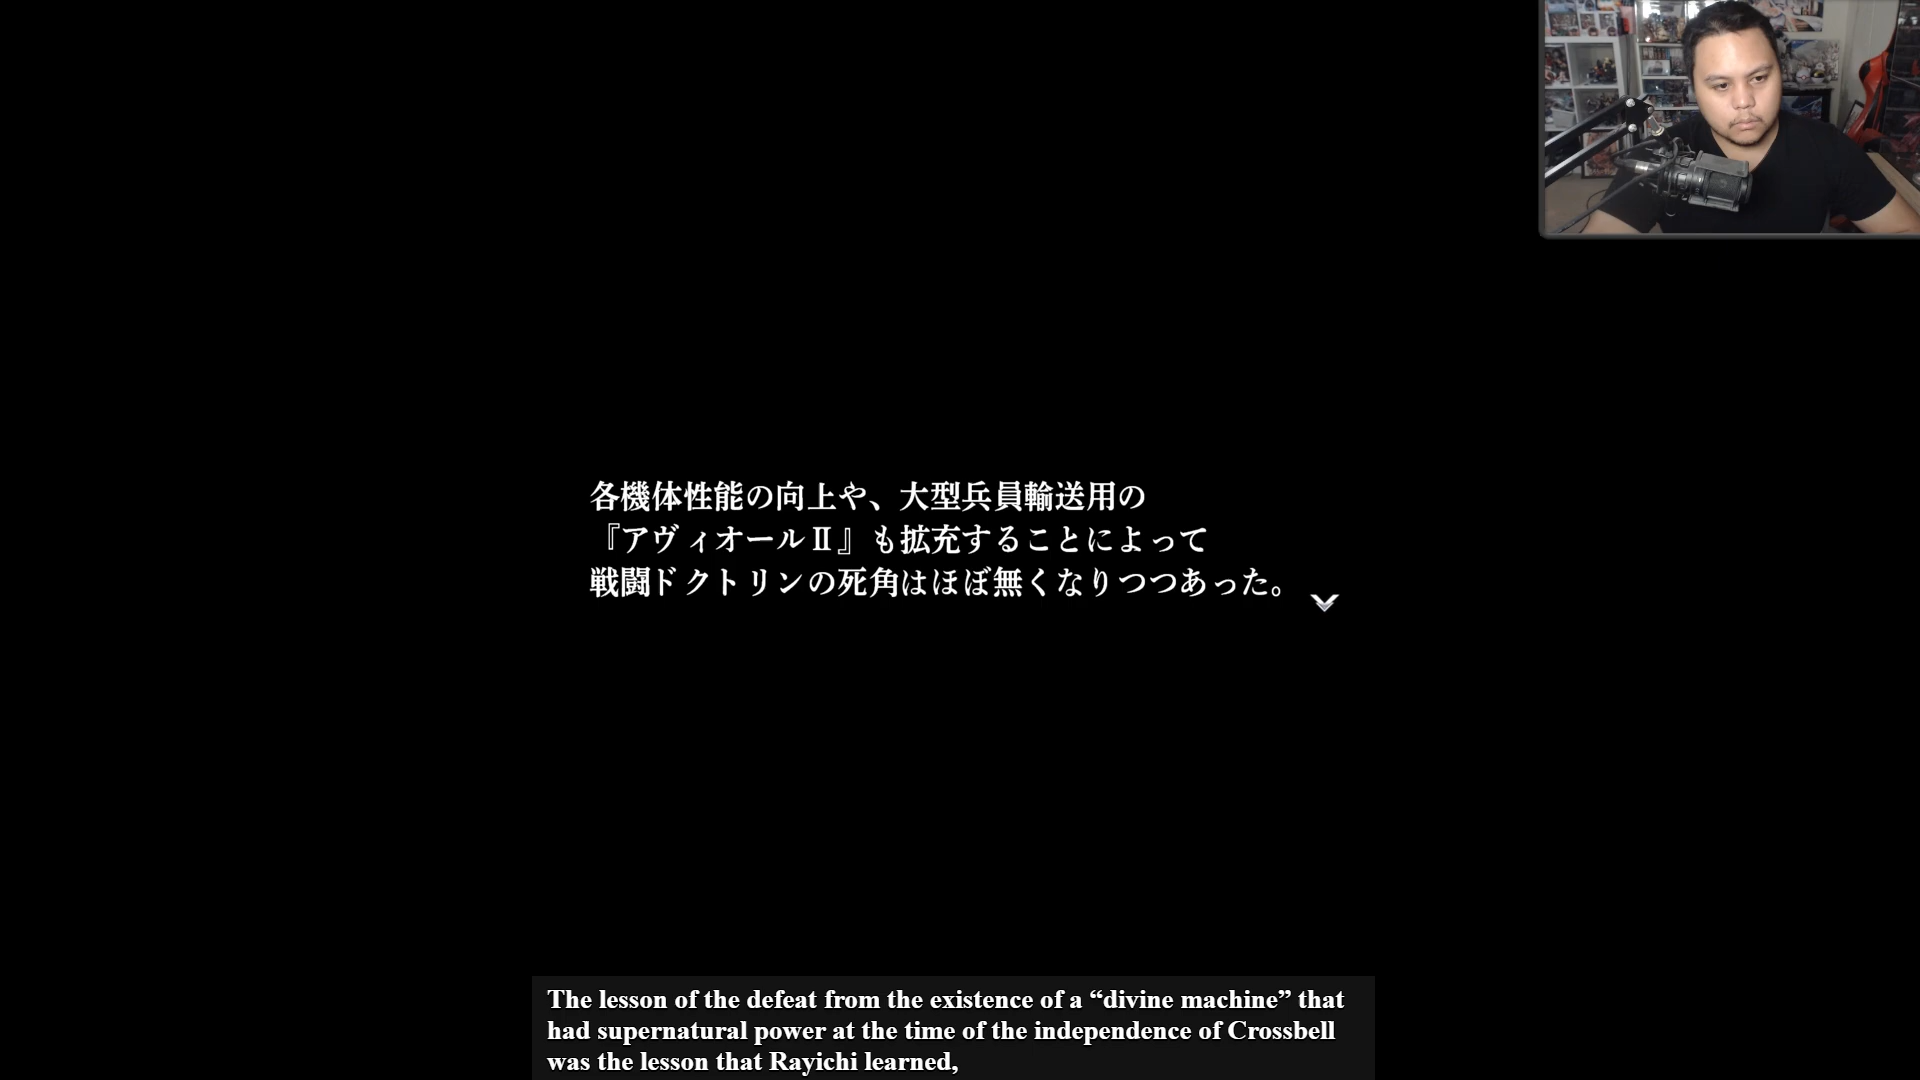 各機体性能の向上や、大型兵員輸送用の
『アヴィオールⅡ』も拡充することによって
戦闘ドクトリンの死角はほぼ無くなりつつあった。
The lesson of the defeat from the existence of a “divine machine” that
had supernatural power at the time of the independence of Crossbell
was the lesson that Rayichi learned,